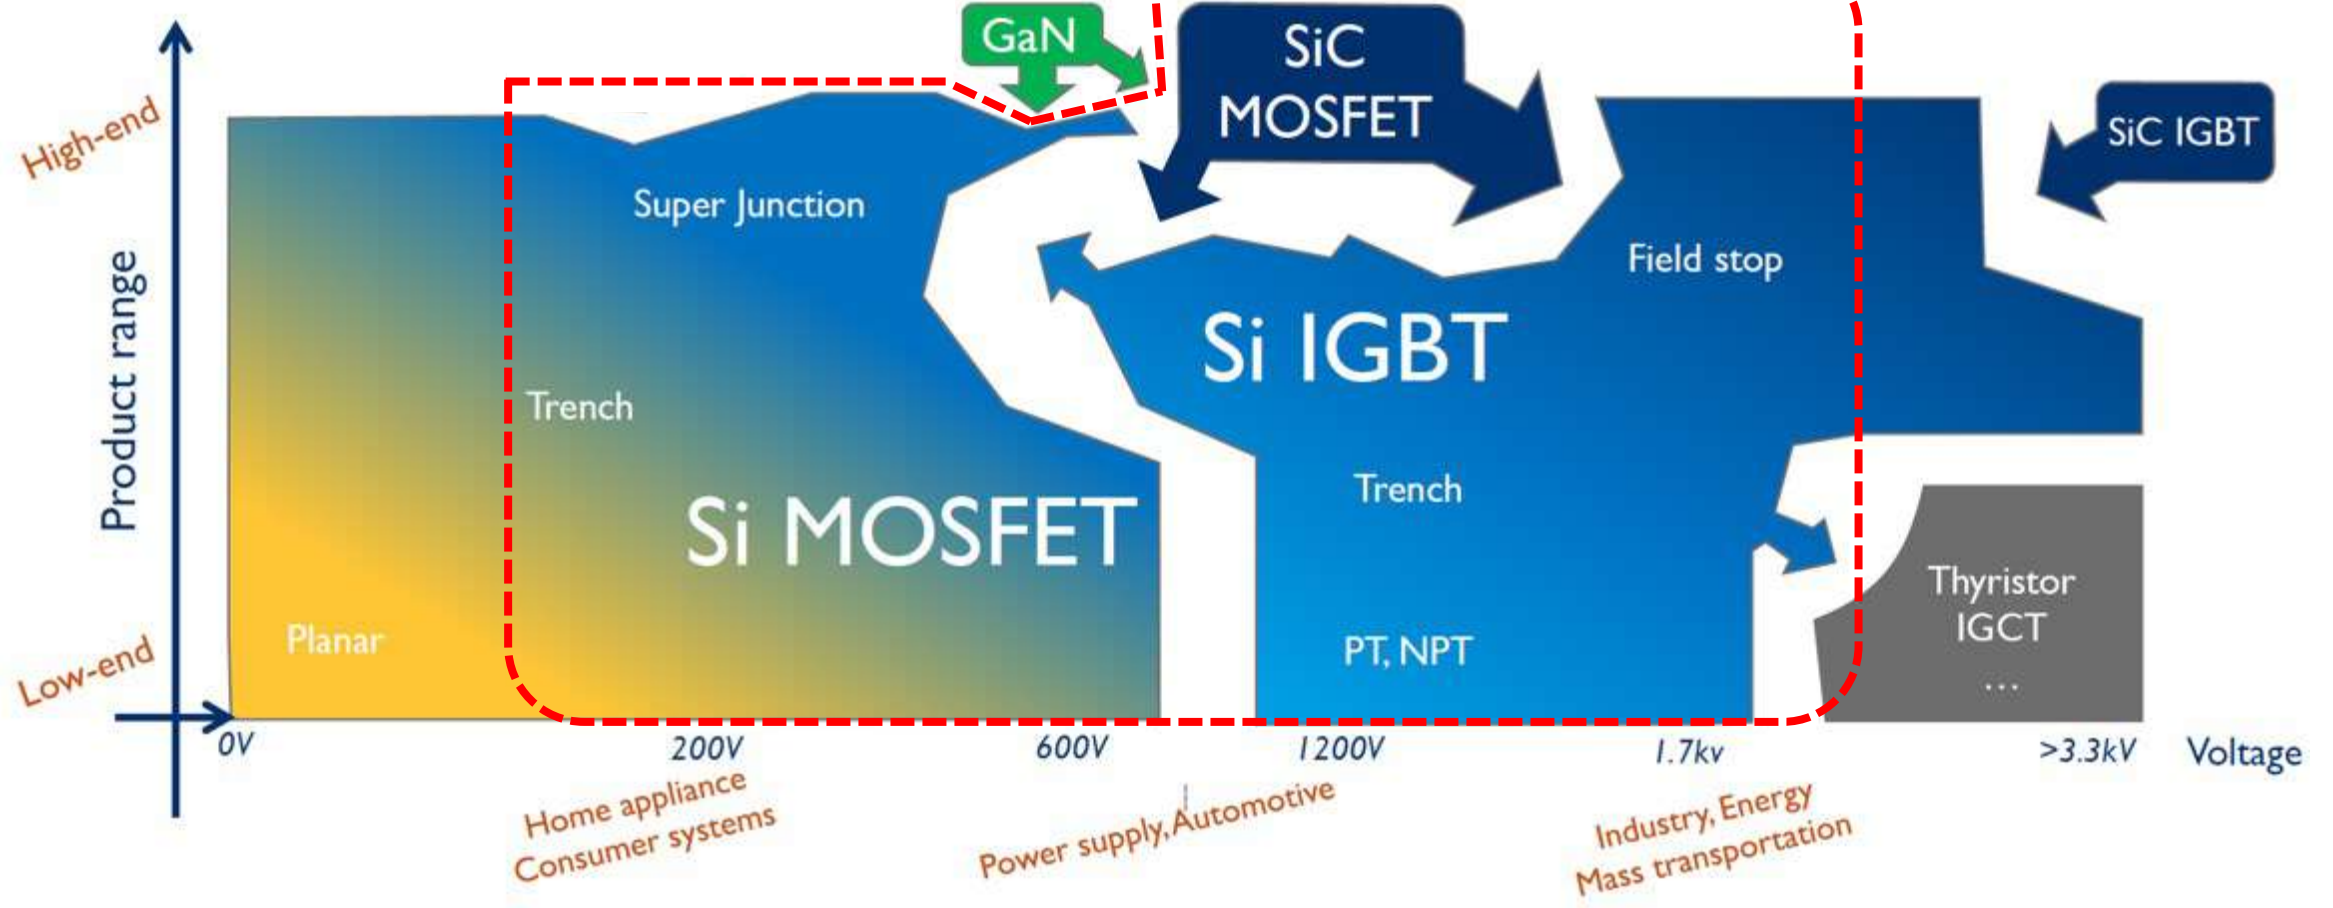 GaN
SiC
MOSFET
SiC IGBT
High-end
Super Junction
Field stop
Product range
Si IGBT
Trench
Trench
Si MOSFET
Thyristor
IGCT
...
Planar
PT, NPT
Low-end
0V
200V
600V
1200V
1.7kv
>3.3kV
Voltage
Home appliance
Consumer systems
Power supply, Automotive
Industry, Energy
Mass transportation